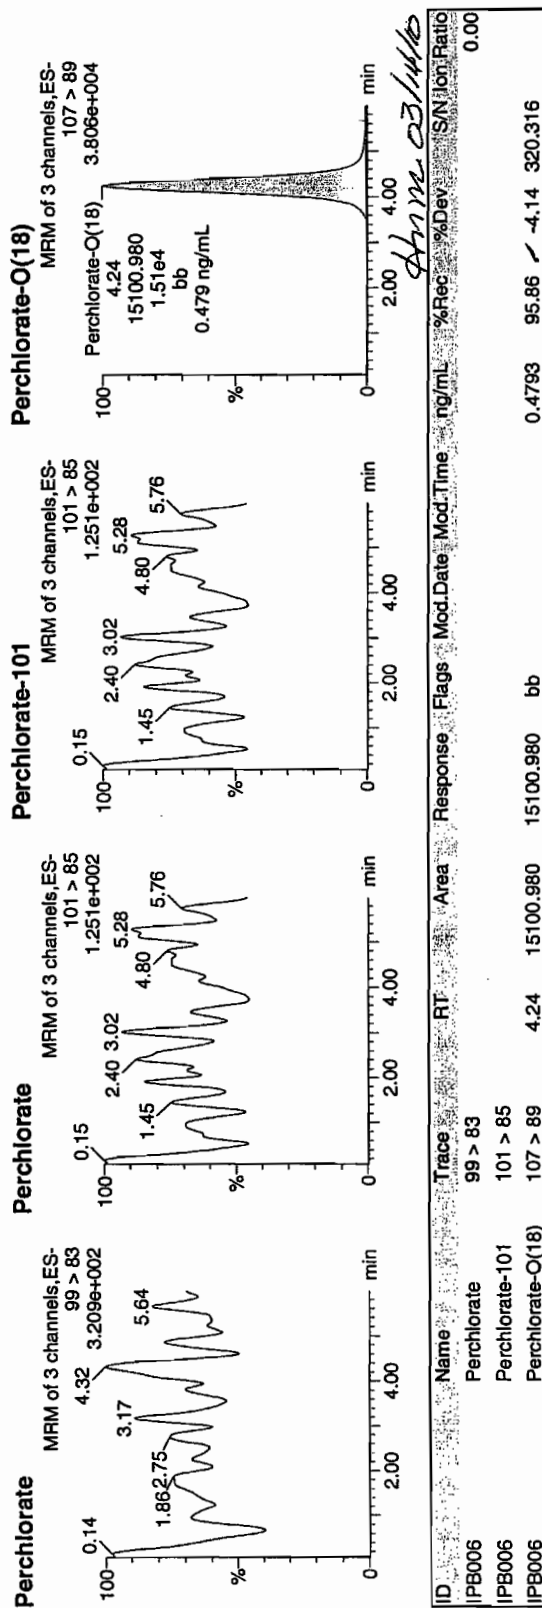 Perchlorate
MRM of 3 channels,ES-
99 > 83
3.209e+002
100
%
0
0.14
1.86
2.75
3.17
4.32
5.64
2.00
4.00
min
Perchlorate
MRM of 3 channels,ES-
101 > 85
1.251e+002
100
%
0
0.15
1.45
2.40
3.02
4.80
5.28
5.76
2.00
4.00
min
Perchlorate-101
MRM of 3 channels,ES-
101 > 85
1.251e+002
100
%
0
0.15
1.45
2.40
3.02
4.80
5.28
5.76
2.00
4.00
min
Perchlorate-O(18)
MRM of 3 channels,ES-
107 > 89
3.806e+004
100
%
0
Perchlorate-O(18)
4.24
15100.980
1.51e4
bb
0.479 ng/mL
2.00
4.00
min
03/14/10
ID Name Trace RT Area Response Flags Mod.Date Mod.Time ng/mL %Rec %Dev S/N Ion Ratio
IPB006 Perchlorate 99 > 83 0.00
IPB006 Perchlorate-101 101 > 85
IPB006 Perchlorate-O(18) 107 > 89 4.24 15100.980 15100.980 bb 0.4793 95.86 ✓ -4.14 320.316